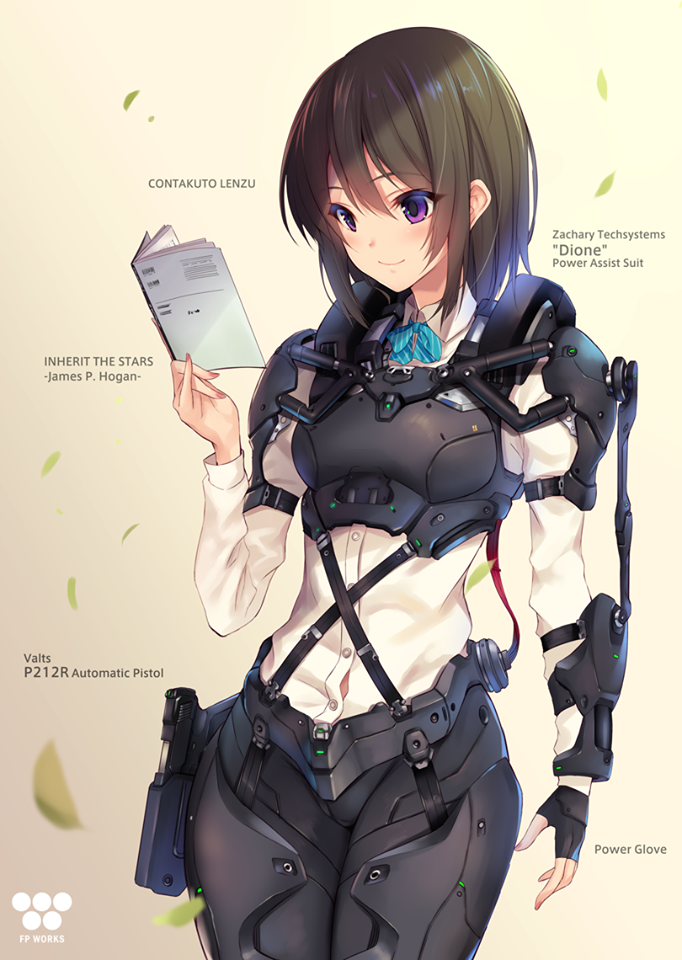 CONTAKUTO LENZU
Zachary Techsystems
"Dione"
Power Assist Suit
INHERIT THE STARS
-James P. Hogan-
Valts
P212R Automatic Pistol
Power Glove
FP WORKS